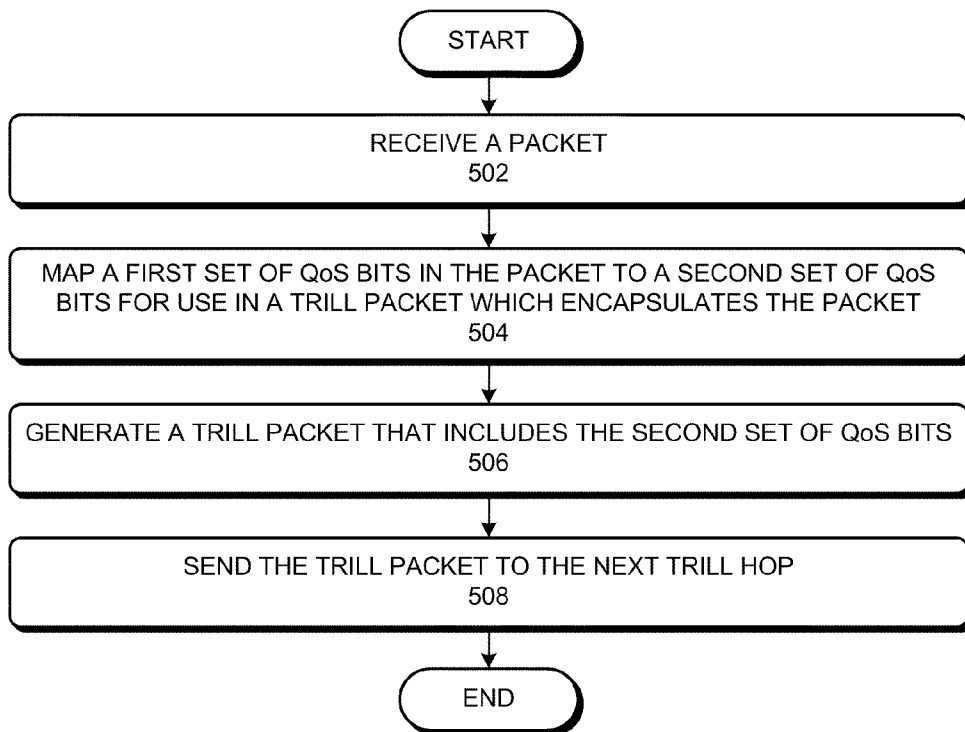 START
RECEIVE A PACKET
502
MAP A FIRST SET OF QoS BITS IN THE PACKET TO A SECOND SET OF QoS
BITS FOR USE IN A TRILL PACKET WHICH ENCAPSULATES THE PACKET
504
GENERATE A TRILL PACKET THAT INCLUDES THE SECOND SET OF QoS BITS
506
SEND THE TRILL PACKET TO THE NEXT TRILL HOP
508
END